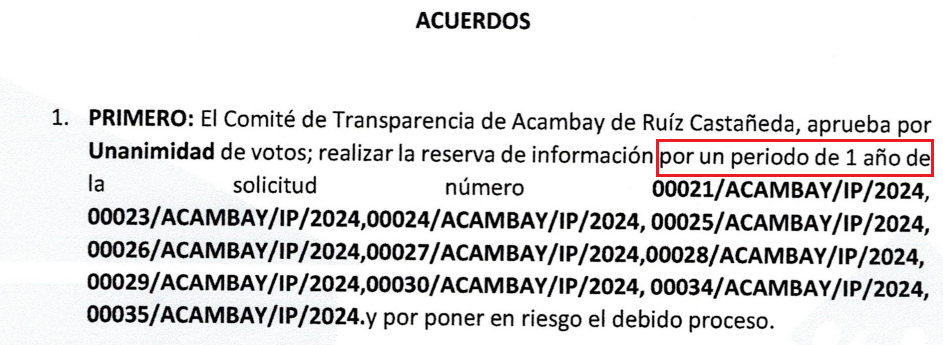 ACUERDOS
1. PRIMERO: El Comité de Transparencia de Acambay de Ruíz Castañeda, aprueba por
Unanimidad de votos; realizar la reserva de información por un periodo de 1 año de
la solicitud número 00021/ACAMBAY/IP/2024,
00023/ACAMBAY/IP/2024,00024/ACAMBAY/IP/2024, 00025/ACAMBAY/IP/2024,
00026/ACAMBAY/IP/2024,00027/ACAMBAY/IP/2024,00028/ACAMBAY/IP/2024,
00029/ACAMBAY/IP/2024,00030/ACAMBAY/IP/2024, 00034/ACAMBAY/IP/2024,
00035/ACAMBAY/IP/2024.y por poner en riesgo el debido proceso.